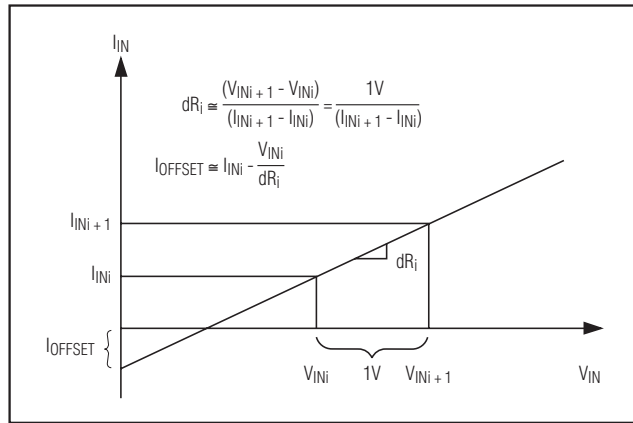 I_IN
dR_i ≅ (V_INi + 1 - V_INi) / (I_INi + 1 - I_INi) = 1V / (I_INi + 1 - I_INi)
I_OFFSET ≅ I_INi - V_INi / dR_i
I_INi + 1
I_INi
dR_i
I_OFFSET
V_INi 1V V_INi + 1 V_IN